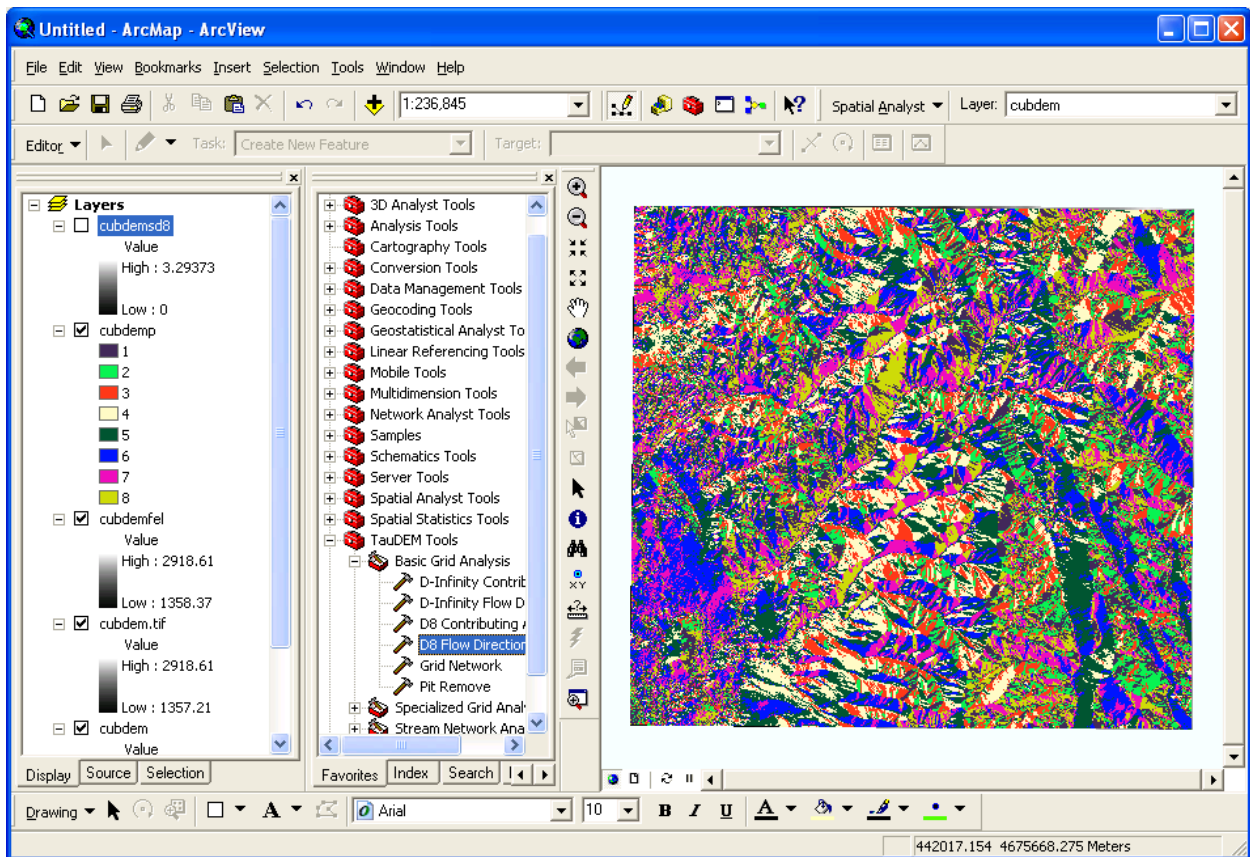 Untitled - ArcMap - ArcView
File Edit View Bookmarks Insert Selection Tools Window Help
1:236,845
Spatial Analyst
Layer: cubdem
Editor
Task: Create New Feature
Target:
Layers
cubdemsd8
Value
High : 3.29373
Low : 0
cubdemp
1
2
3
4
5
6
7
8
cubdemfel
Value
High : 2918.61
Low : 1358.37
cubdem.tif
Value
High : 2918.61
Low : 1357.21
cubdem
Value
Display Source Selection
3D Analyst Tools
Analysis Tools
Cartography Tools
Conversion Tools
Data Management Tools
Geocoding Tools
Geostatistical Analyst To
Linear Referencing Tools
Mobile Tools
Multidimension Tools
Network Analyst Tools
Samples
Schematics Tools
Server Tools
Spatial Analyst Tools
Spatial Statistics Tools
TauDEM Tools
Basic Grid Analysis
D-Infinity Contrib
D-Infinity Flow D
D8 Contributing
D8 Flow Direction
Grid Network
Pit Remove
Specialized Grid Anal
Stream Network Ana
Favorites Index Search
XY
Drawing
A
Arial
10
B I U A
442017.154 4675668.275 Meters